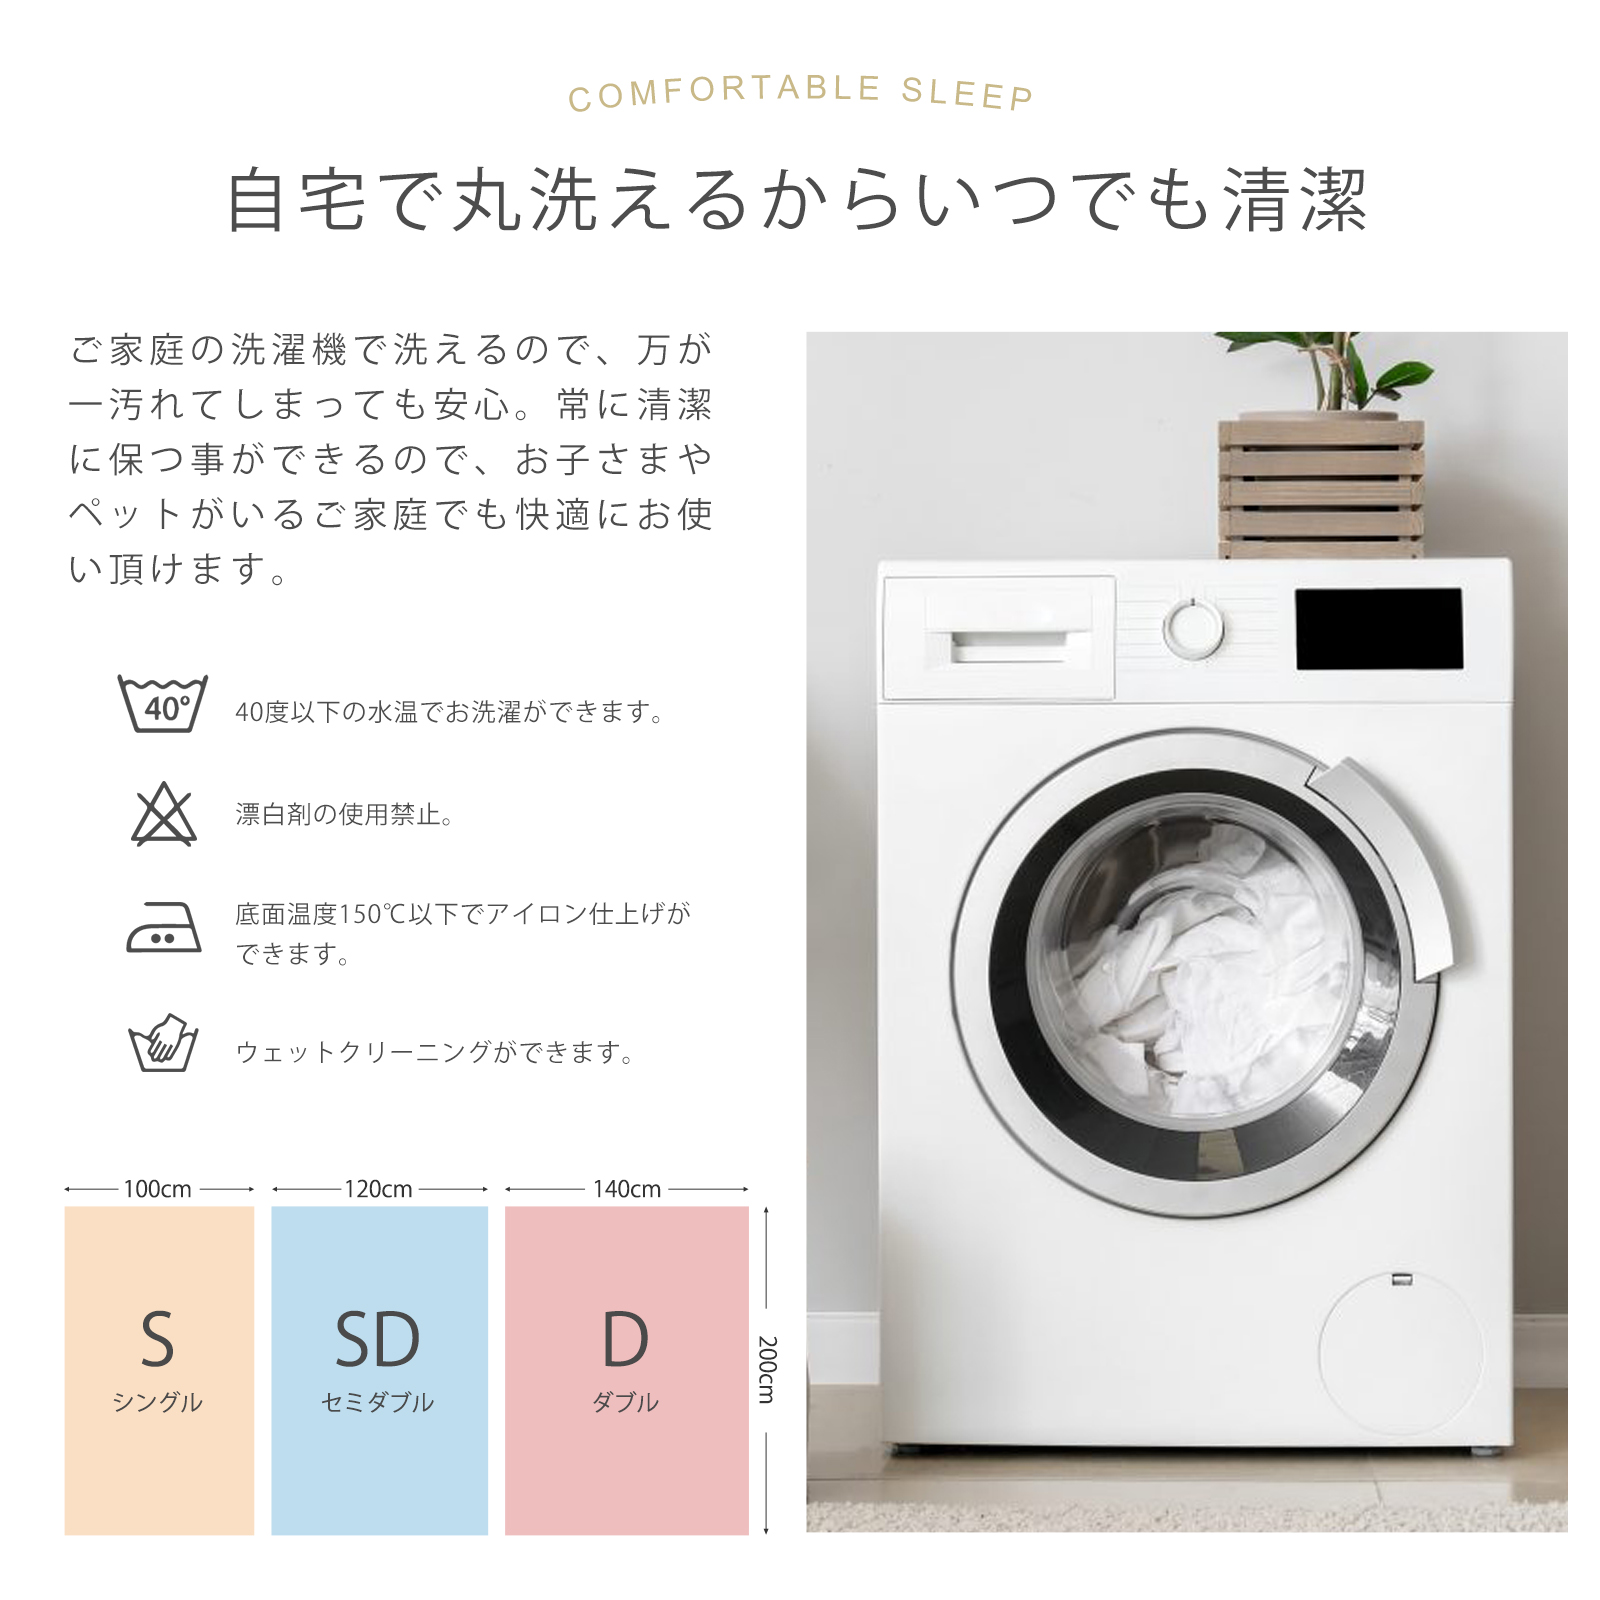 COMFORTABLE SLEEP
自宅で丸洗えるからいつでも清潔
ご家庭の洗濯機で洗えるので、万が
一汚れてしまっても安心。常に清潔
に保つ事ができるので、お子さまや
ペットがいるご家庭でも快適にお使
い頂けます。
40°
40度以下の水温でお洗濯ができます。
漂白剤の使用禁止。
底面温度150℃以下でアイロン仕上げが
できます。
ウェットクリーニングができます。
100cm
120cm
140cm
S
シングル
SD
セミダブル
D
ダブル
200cm